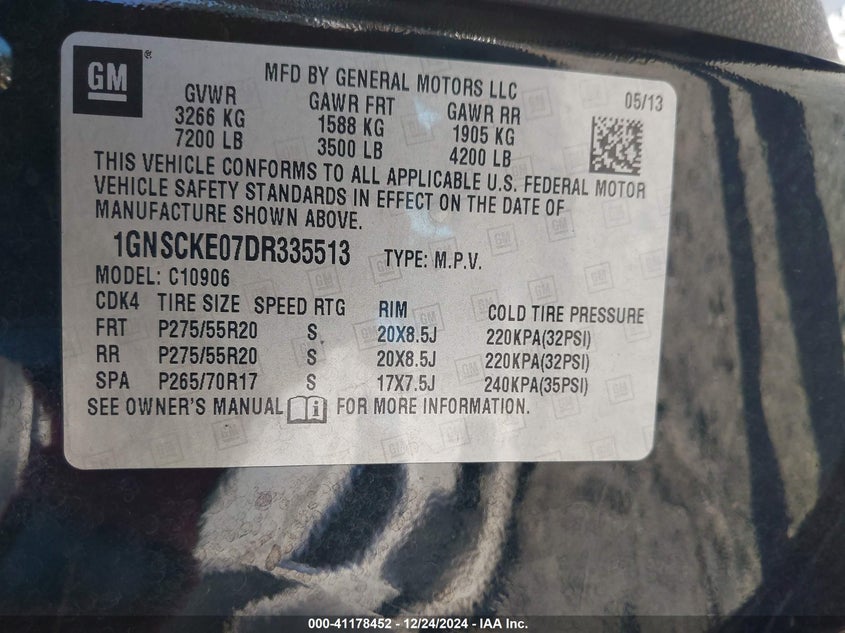 GM ®
MFD BY GENERAL MOTORS LLC
GVWR GAWR FRT GAWR RR 05/13
3266 KG 1588 KG 1905 KG
7200 LB 3500 LB 4200 LB
THIS VEHICLE CONFORMS TO ALL APPLICABLE U.S. FEDERAL MOTOR
VEHICLE SAFETY STANDARDS IN EFFECT ON THE DATE OF
MANUFACTURE SHOWN ABOVE.
1GNSCKE07DR335513 TYPE: M.P.V.
MODEL: C10906
CDK4 TIRE SIZE SPEED RTG RIM COLD TIRE PRESSURE
FRT P275/55R20 S 20X8.5J 220KPA(32PSI)
RR P275/55R20 S 20X8.5J 220KPA(32PSI)
SPA P265/70R17 S 17X7.5J 240KPA(35PSI)
SEE OWNER'S MANUAL i FOR MORE INFORMATION.
000-41178452 - 12/24/2024 - IAA Inc.